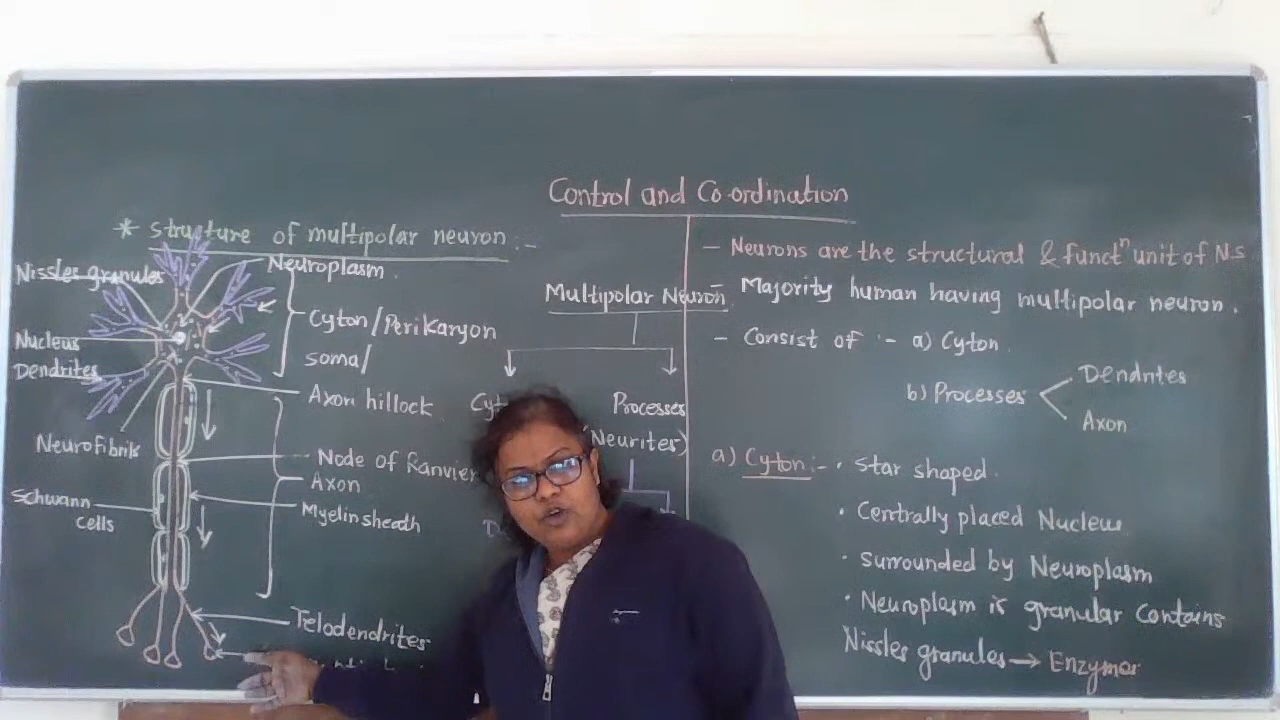 Control and Co-ordination
* Structure of multipolar neuron :-
Nissles granules
Neuroplasm
Nucleus
Cyton/Perikaryon
soma/
Dendrites
Axon hillock
Neurofibrils
Node of Ranvier
Axon
Schwann
cells
Myelinsheath
Telodendrites
Multipolar Neuron
Processes
(Neurites)
- Neurons are the structural & functⁿ unit of N.S
- Majority human having multipolar neuron.
- Consist of :- a) Cyton.
b) Processes
Dendrites
Axon
a) Cyton :- • Star shaped.
• Centrally placed Nucleus
• Surrounded by Neuroplasm
• Neuroplasm is granular contains
Nissles granules → Enzymes